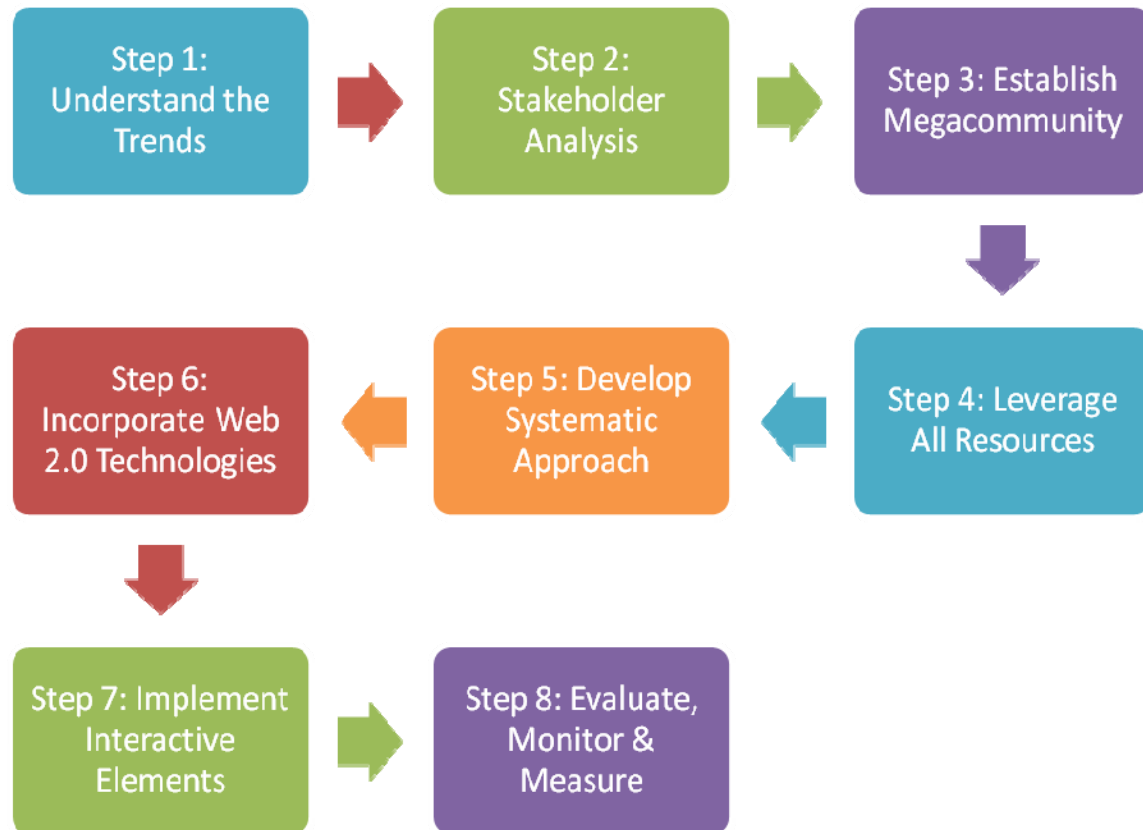 Step 1:
Understand the
Trends
Step 2:
Stakeholder
Analysis
Step 3: Establish
Megacommunity
Step 4: Leverage
All Resources
Step 5: Develop
Systematic
Approach
Step 6:
Incorporate Web
2.0 Technologies
Step 7: Implement
Interactive
Elements
Step 8: Evaluate,
Monitor &
Measure